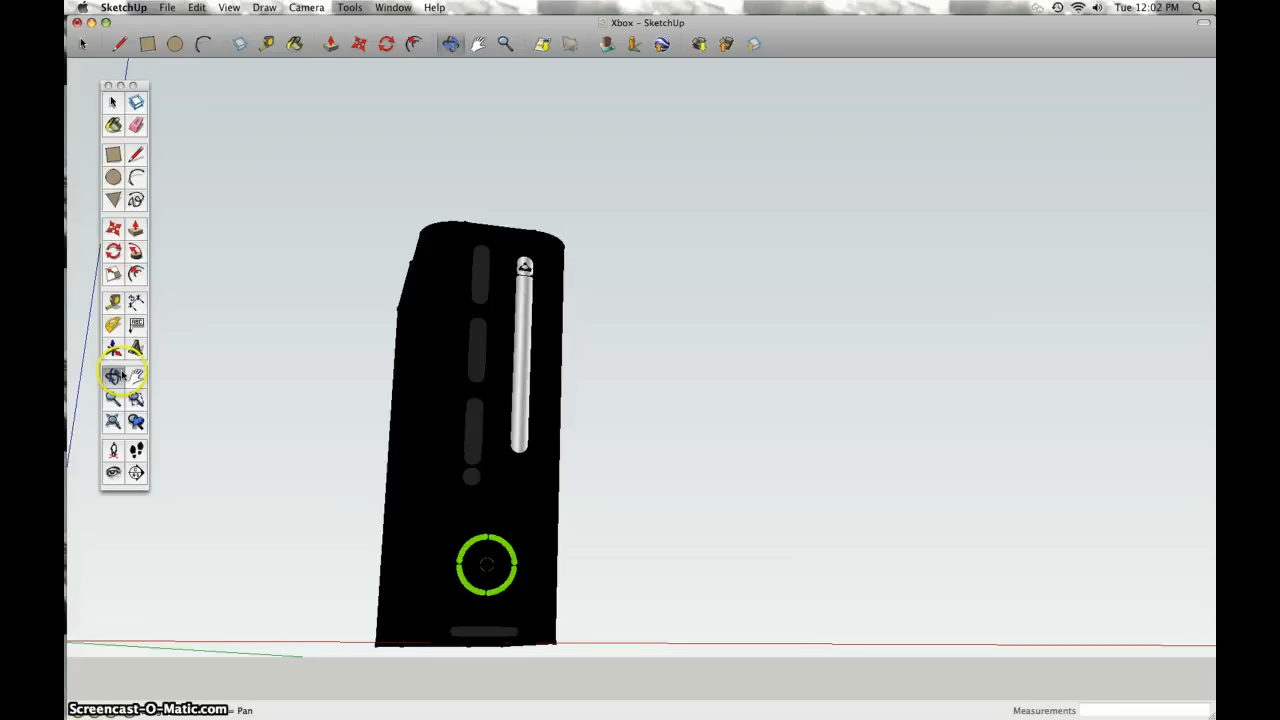 SketchUp File Edit View Draw Camera Tools Window Help Tue 12:02 PM
Xbox – SketchUp
ABC
Screencast-O-Matic.com = Pan Measurements